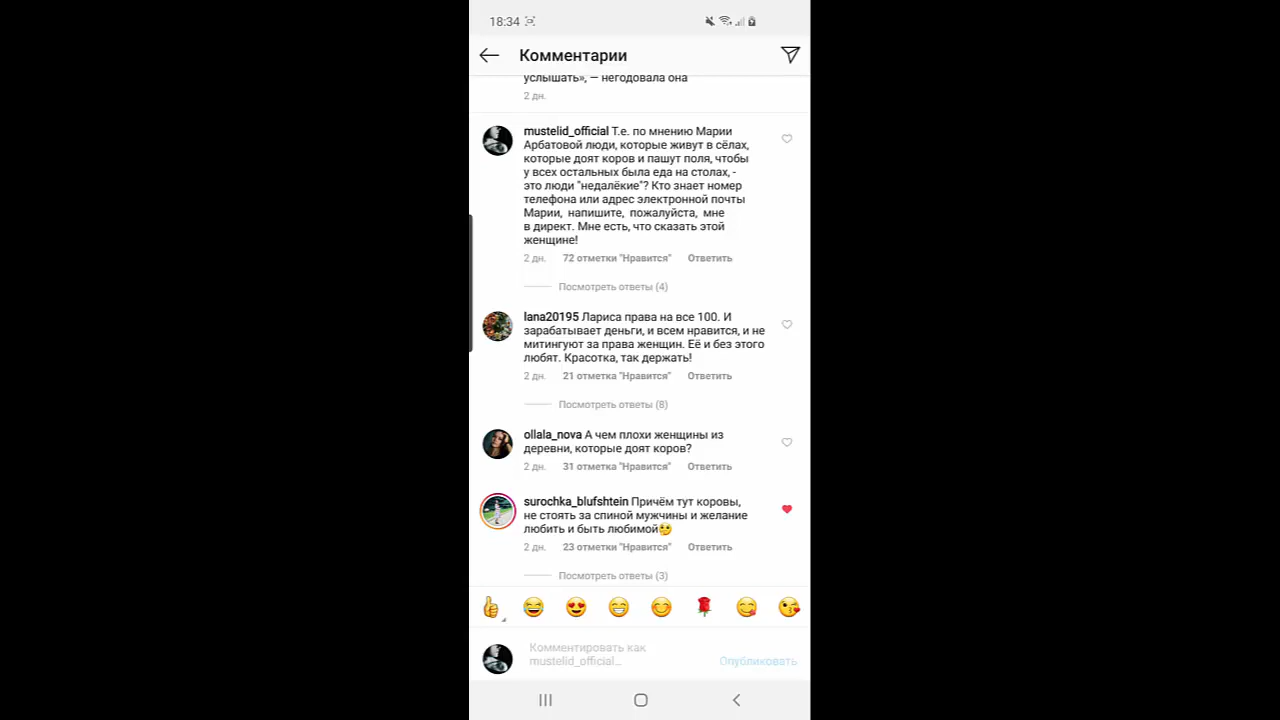 18:34
Комментарии
услышать», — негодовала она
2 дн.
mustelid_official Т.е. по мнению Марии
Арбатовой люди, которые живут в сёлах,
которые доят коров и пашут поля, чтобы
у всех остальных была еда на столах, -
это люди "недалёкие"? Кто знает номер
телефона или адрес электронной почты
Марии, напишите, пожалуйста, мне
в директ. Мне есть, что сказать этой
женщине!
2 дн. 72 отметки "Нравится" Ответить
Посмотреть ответы (4)
lana20195 Лариса права на все 100. И
зарабатывает деньги, и всем нравится, и не
митингуют за права женщин. Её и без этого
любят. Красотка, так держать!
2 дн. 21 отметка "Нравится" Ответить
Посмотреть ответы (8)
ollala_nova А чем плохи женщины из
деревни, которые доят коров?
2 дн. 31 отметка "Нравится" Ответить
surochka_blufshtein Причём тут коровы,
не стоять за спиной мужчины и желание
любить и быть любимой🤔
2 дн. 23 отметки "Нравится" Ответить
Посмотреть ответы (3)
Комментировать как
mustelid_official...
Опубликовать